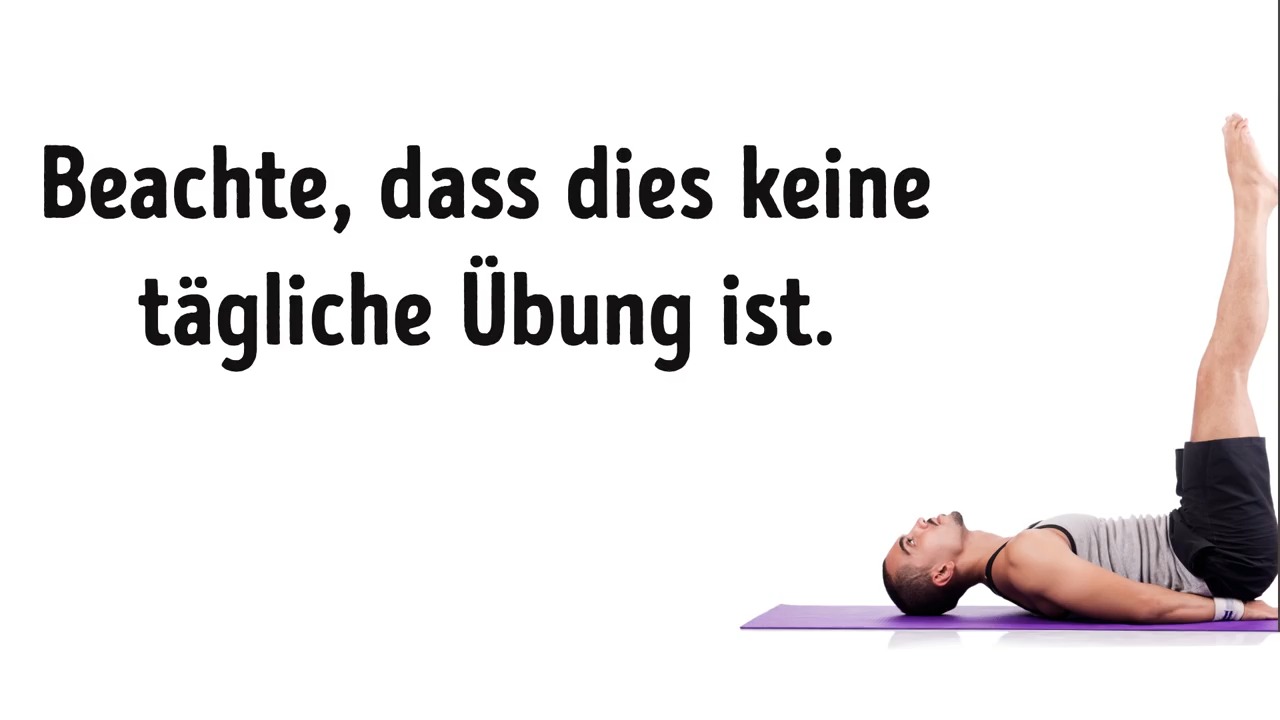 Beachte, dass dies keine
tägliche Übung ist.